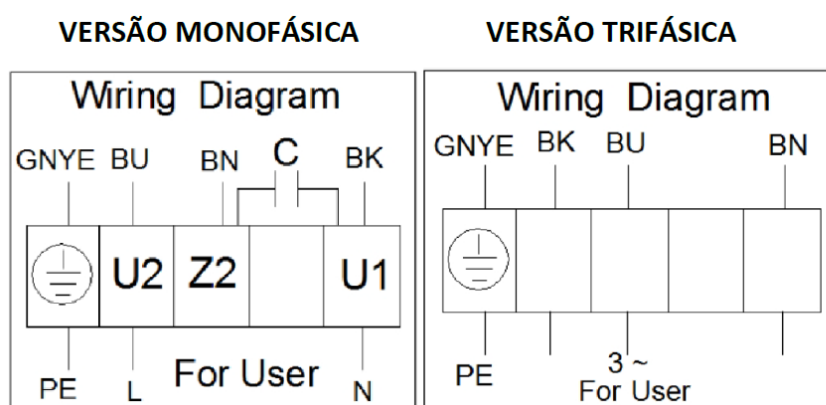 VERSÃO MONOFÁSICA
Wiring Diagram
GNYE BU BN C BK
U2 Z2 U1
PE L For User N
VERSÃO TRIFÁSICA
Wiring Diagram
GNYE BK BU BN
PE 3 ~
For User